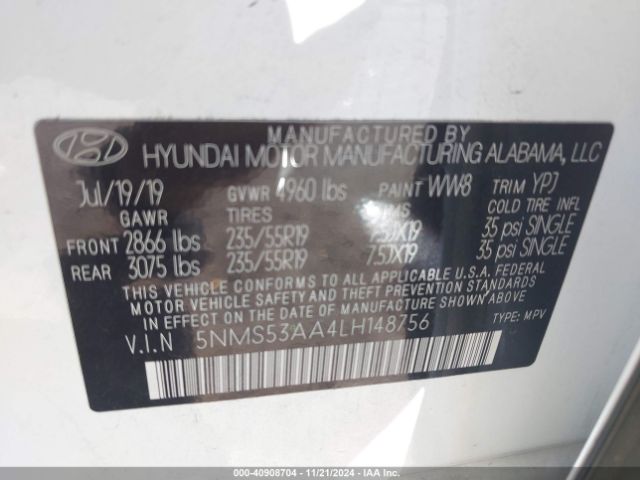 MANUFACTURED BY
HYUNDAI MOTOR MANUFACTURING ALABAMA, LLC
Jul/19/19 GVWR 4960 lbs PAINT WW8 TRIM YPJ
GAWR TIRES RIMS COLD TIRE INFL
FRONT 2866 lbs 235/55R19 7.5JX19 35 psi SINGLE
REAR 3075 lbs 235/55R19 7.5JX19 35 psi SINGLE
THIS VEHICLE CONFORMS TO ALL APPLICABLE U.S.A. FEDERAL
MOTOR VEHICLE SAFETY AND THEFT PREVENTION STANDARDS
IN EFFECT ON THE DATE OF MANUFACTURE SHOWN ABOVE.
V.I.N 5NMS53AA4LH148756 TYPE: MPV
000-40908704 - 11/21/2024 - IAA Inc.